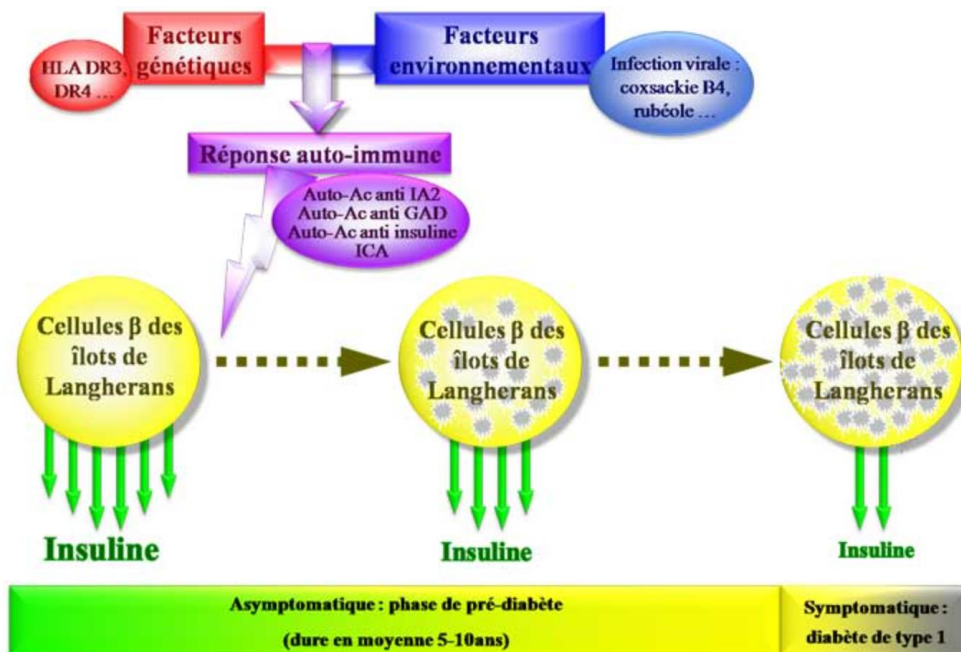 Facteurs
génétiques
Facteurs
environnementaux
HLA DR3,
DR4 ...
Infection virale :
coxsackie B4,
rubéole ...
Réponse auto-immune
Auto-Ac anti IA2
Auto-Ac anti GAD
Auto-Ac anti insuline
ICA
Cellules β des
îlots de
Langherans
Cellules β des
îlots de
Langherans
Cellules β des
îlots de
Langherans
Insuline
Insuline
Insuline
Asymptomatique : phase de pré-diabète
(dure en moyenne 5-10ans)
Symptomatique :
diabète de type 1